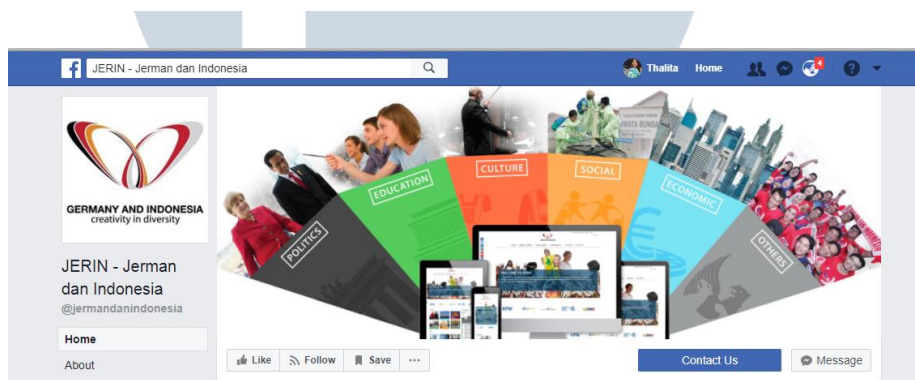 JERIN - Jerman dan Indonesia
Thalita Home
4
GERMANY AND INDONESIA
creativity in diversity
JERIN - Jerman
dan Indonesia
@jermandanindonesia
Home
About
POLITICS
EDUCATION
CULTURE
SOCIAL
ECONOMIC
OTHERS
Like Follow Save
Contact Us Message